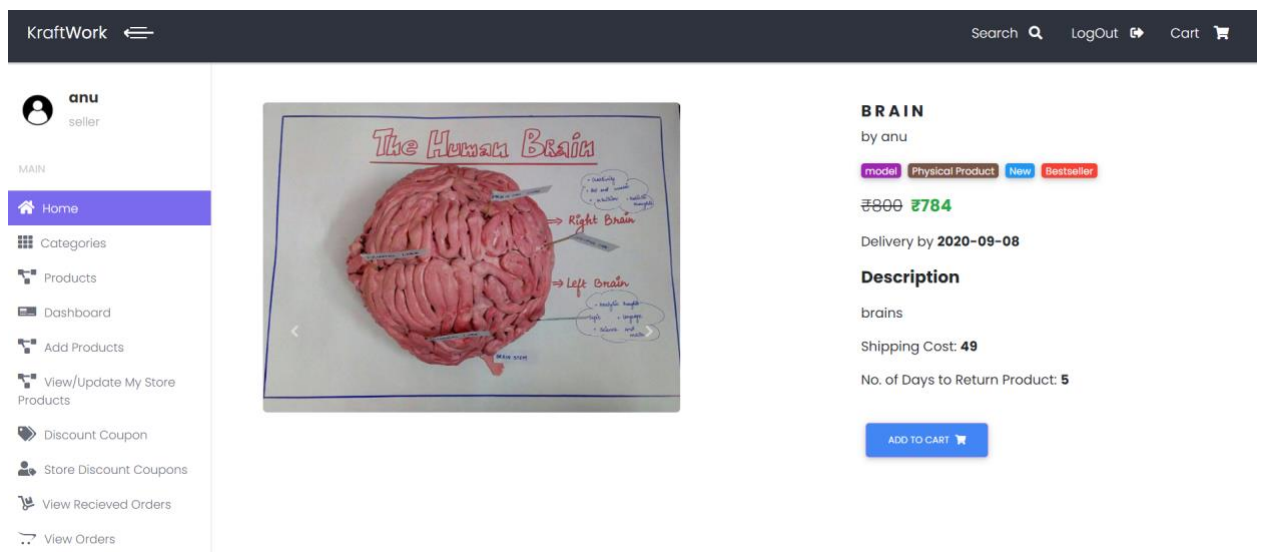 KraftWork
Search
LogOut
Cart
anu
seller
MAIN
Home
Categories
Products
Dashboard
Add Products
View/Update My Store
Products
Discount Coupon
Store Discount Coupons
View Recieved Orders
View Orders
The Human Brain
Right Brain
Left Brain
BRAIN STEM
BRAIN
by anu
model Physical Product New Bestseller
₹800 ₹784
Delivery by 2020-09-08
Description
brains
Shipping Cost: 49
No. of Days to Return Product: 5
ADD TO CART